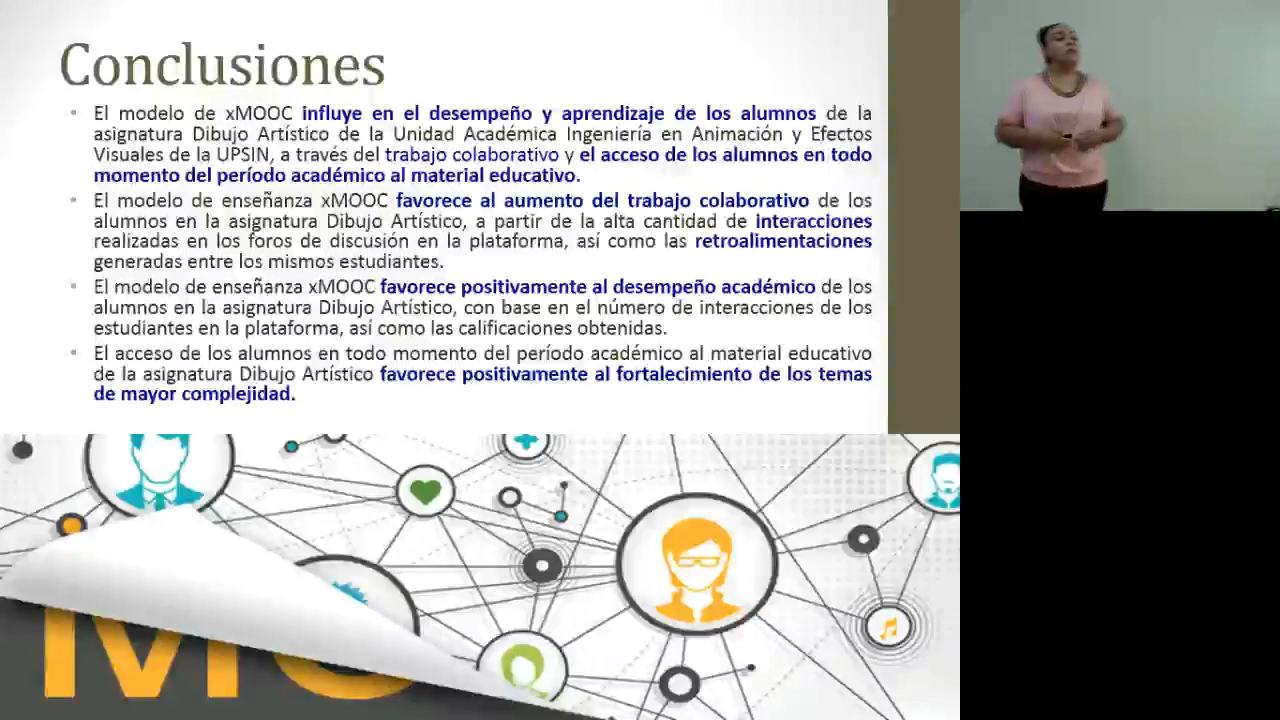 Conclusiones
El modelo de xMOOC influye en el desempeño y aprendizaje de los alumnos de la
asignatura Dibujo Artístico de la Unidad Académica Ingeniería en Animación y Efectos
Visuales de la UPSIN, a través del trabajo colaborativo y el acceso de los alumnos en todo
momento del período académico al material educativo.
El modelo de enseñanza xMOOC favorece al aumento del trabajo colaborativo de los
alumnos en la asignatura Dibujo Artístico, a partir de la alta cantidad de interacciones
realizadas en los foros de discusión en la plataforma, así como las retroalimentaciones
generadas entre los mismos estudiantes.
El modelo de enseñanza xMOOC favorece positivamente al desempeño académico de los
alumnos en la asignatura Dibujo Artístico, con base en el número de interacciones de los
estudiantes en la plataforma, así como las calificaciones obtenidas.
El acceso de los alumnos en todo momento del período académico al material educativo
de la asignatura Dibujo Artístico favorece positivamente al fortalecimiento de los temas
de mayor complejidad.